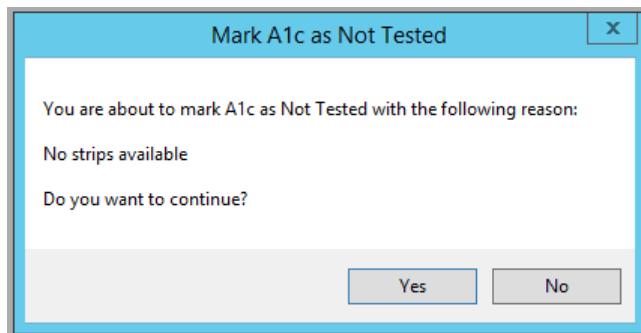 Mark A1c as Not Tested
x
You are about to mark A1c as Not Tested with the following reason:
No strips available
Do you want to continue?
Yes No